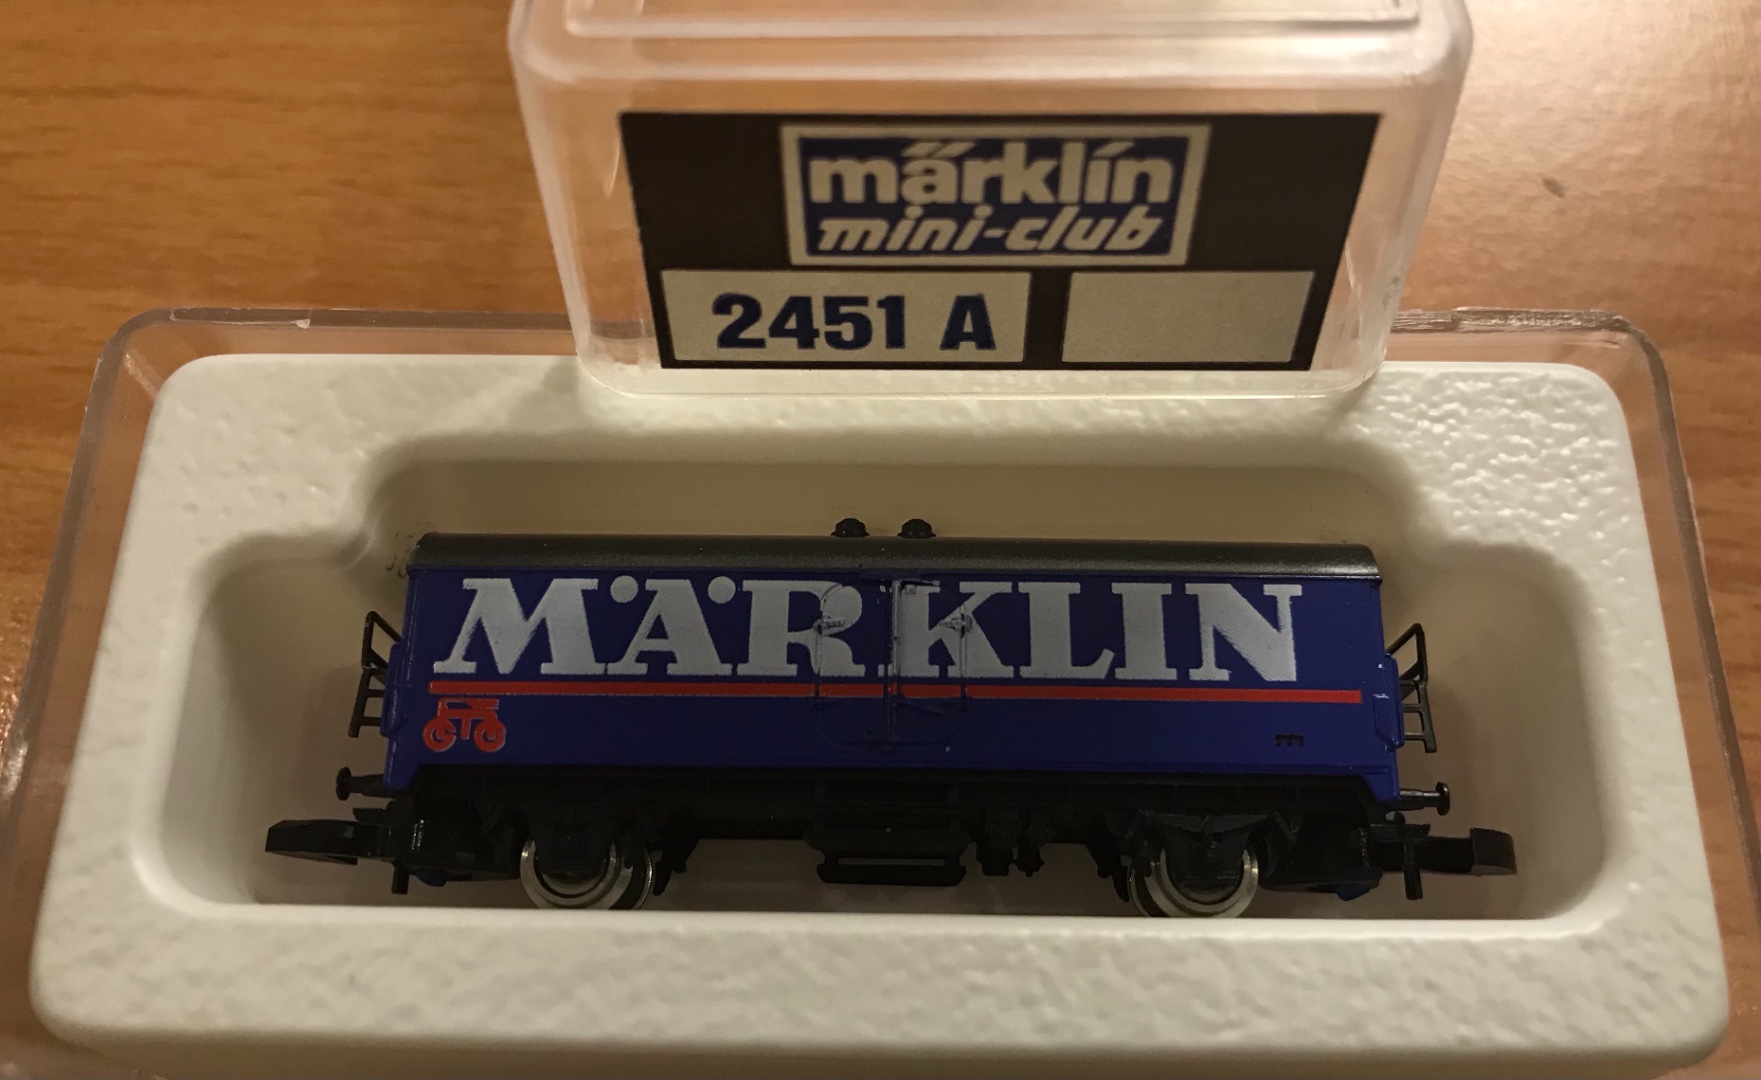 märklin
mini-club
2451 A
MÄRKLIN